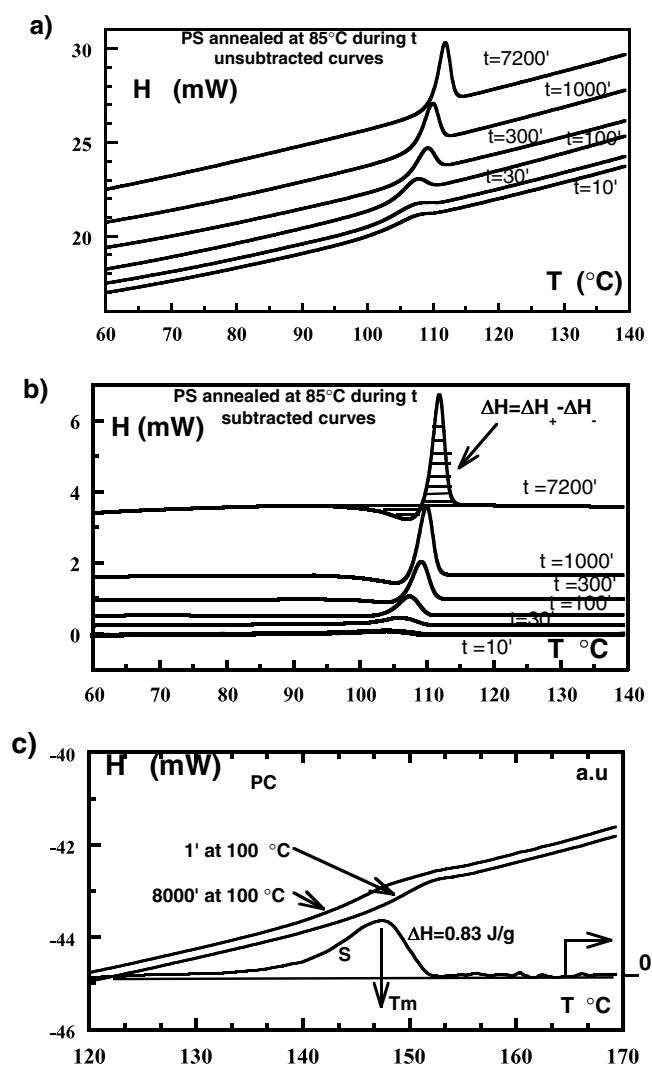 a)
PS annealed at 85°C during t
unsubtracted curves
H (mW)
30
25
20
t=7200'
t=1000'
t=300'
t=100'
t=30'
t=10'
T (°C)
60 70 80 90 100 110 120 130 140
b)
PS annealed at 85°C during t
subtracted curves
H (mW)
ΔH=ΔH+-ΔH-
6
4
2
0
t =7200'
t =1000'
t =300'
t =100'
t=30'
t =10'
T °C
60 70 80 90 100 110 120 130 140
c)
H (mW)
PC
a.u
-40
-42
-44
-46
1' at 100 °C
8000' at 100 °C
ΔH=0.83 J/g
S
0
Tm
T °C
120 130 140 150 160 170